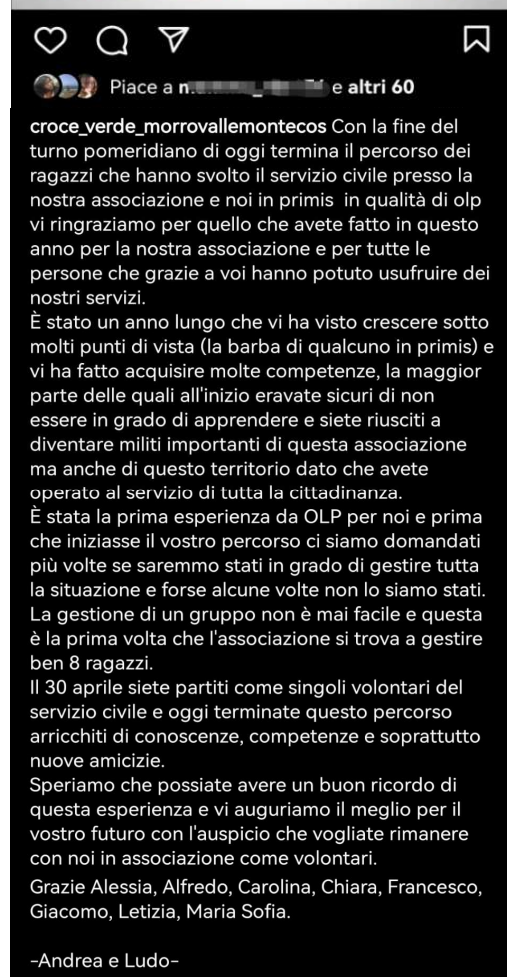 Piace a e altri 60
croce_verde_morrovallemontecos Con la fine del
turno pomeridiano di oggi termina il percorso dei
ragazzi che hanno svolto il servizio civile presso la
nostra associazione e noi in primis  in qualità di olp
vi ringraziamo per quello che avete fatto in questo
anno per la nostra associazione e per tutte le
persone che grazie a voi hanno potuto usufruire dei
nostri servizi.
È stato un anno lungo che vi ha visto crescere sotto
molti punti di vista (la barba di qualcuno in primis) e
vi ha fatto acquisire molte competenze, la maggior
parte delle quali all'inizio eravate sicuri di non
essere in grado di apprendere e siete riusciti a
diventare militi importanti di questa associazione
ma anche di questo territorio dato che avete
operato al servizio di tutta la cittadinanza.
È stata la prima esperienza da OLP per noi e prima
che iniziasse il vostro percorso ci siamo domandati
più volte se saremmo stati in grado di gestire tutta
la situazione e forse alcune volte non lo siamo stati.
La gestione di un gruppo non è mai facile e questa
è la prima volta che l'associazione si trova a gestire
ben 8 ragazzi.
Il 30 aprile siete partiti come singoli volontari del
servizio civile e oggi terminate questo percorso
arricchiti di conoscenze, competenze e soprattutto
nuove amicizie.
Speriamo che possiate avere un buon ricordo di
questa esperienza e vi auguriamo il meglio per il
vostro futuro con l'auspicio che vogliate rimanere
con noi in associazione come volontari.
Grazie Alessia, Alfredo, Carolina, Chiara, Francesco,
Giacomo, Letizia, Maria Sofia.
-Andrea e Ludo-